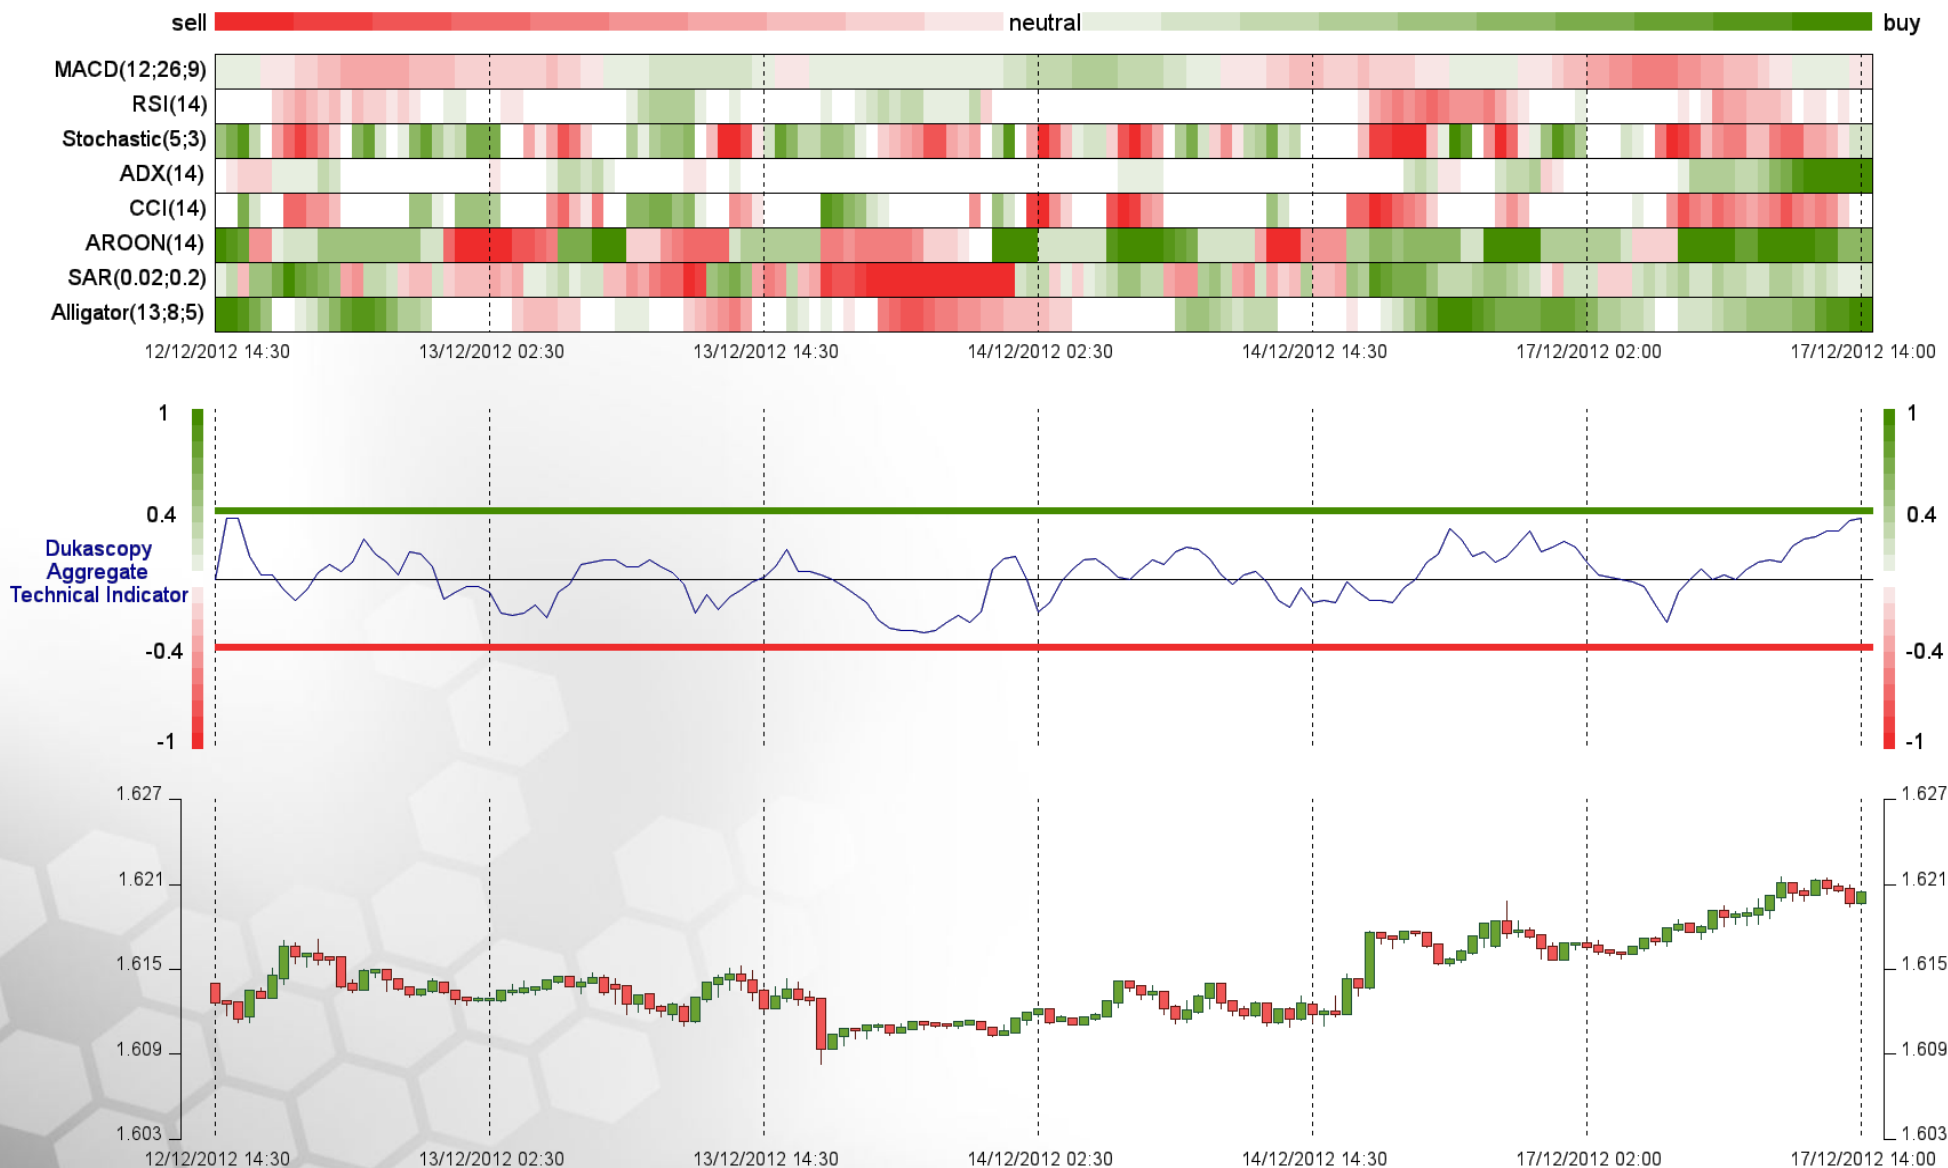 sell neutral buy
MACD(12;26;9)
RSI(14)
Stochastic(5;3)
ADX(14)
CCI(14)
AROON(14)
SAR(0.02;0.2)
Alligator(13;8;5)
12/12/2012 14:30 13/12/2012 02:30 13/12/2012 14:30 14/12/2012 02:30 14/12/2012 14:30 17/12/2012 02:00 17/12/2012 14:00
1 1
0.4 0.4
Dukascopy
Aggregate
Technical Indicator
-0.4 -0.4
-1 -1
1.627 1.627
1.621 1.621
1.615 1.615
1.609 1.609
1.603 1.603
12/12/2012 14:30 13/12/2012 02:30 13/12/2012 14:30 14/12/2012 02:30 14/12/2012 14:30 17/12/2012 02:00 17/12/2012 14:00